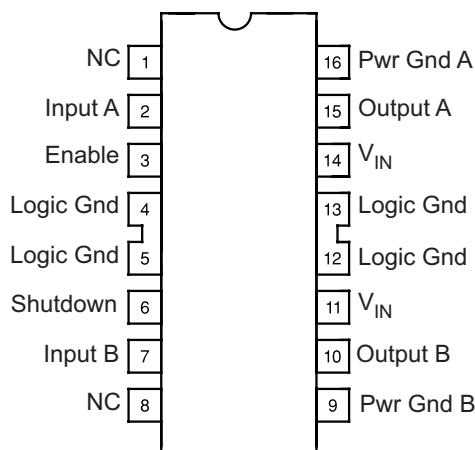 NC 1 16 Pwr Gnd A
Input A 2 15 Output A
Enable 3 14 VIN
Logic Gnd 4 13 Logic Gnd
Logic Gnd 5 12 Logic Gnd
Shutdown 6 11 VIN
Input B 7 10 Output B
NC 8 9 Pwr Gnd B